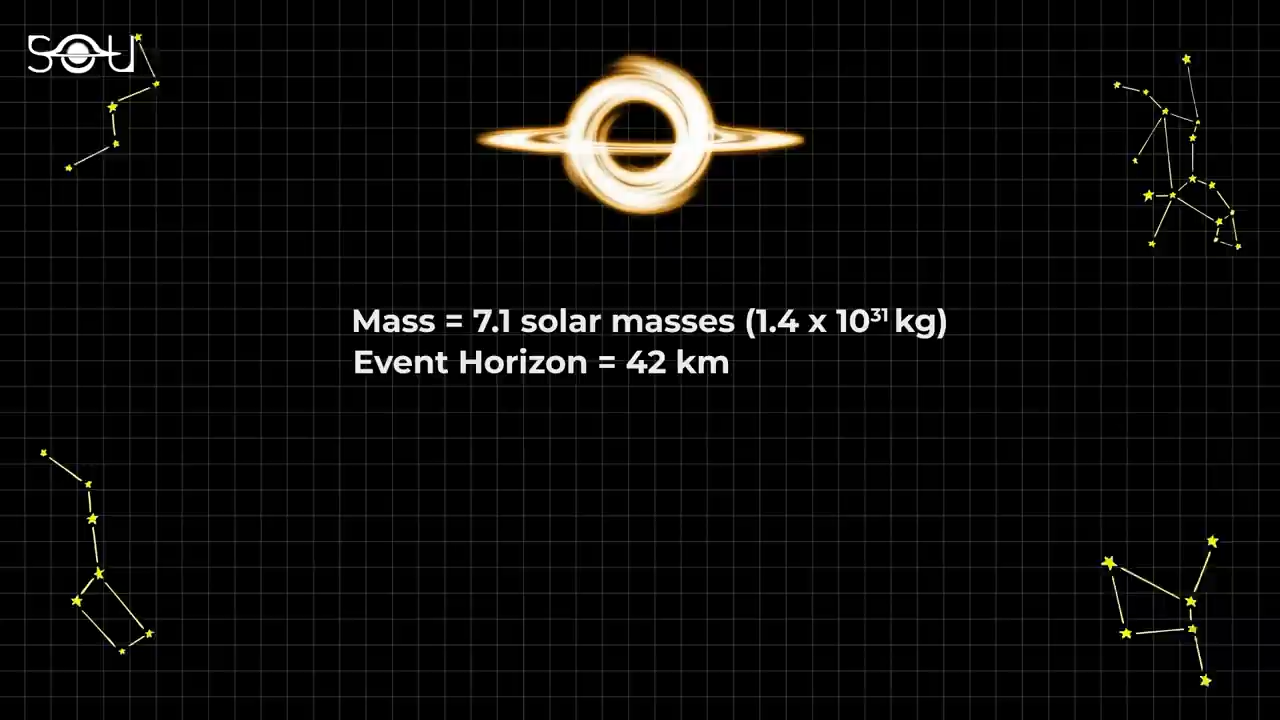 SOU
Mass = 7.1 solar masses (1.4 x 10³¹ kg)
Event Horizon = 42 km